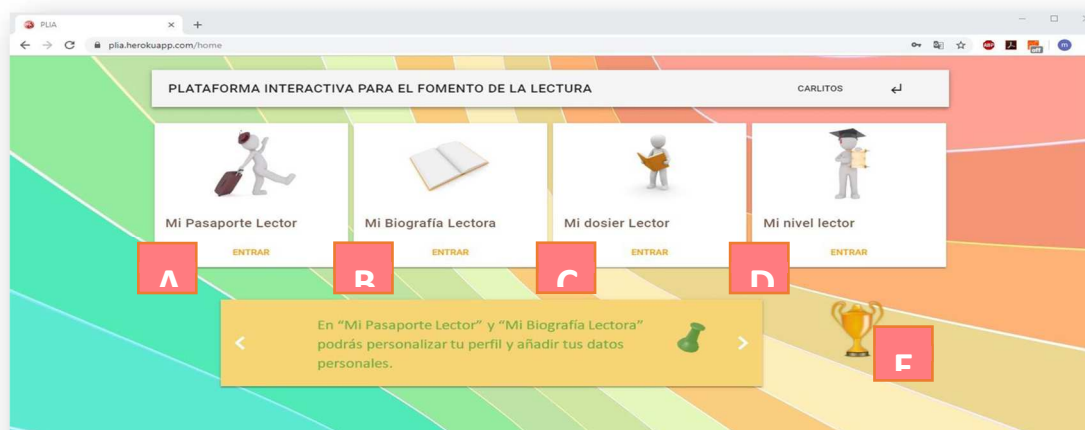 PLIA
plia.herokuapp.com/home
ABP
off
m
PLATAFORMA INTERACTIVA PARA EL FOMENTO DE LA LECTURA
CARLITOS
Mi Pasaporte Lector
Mi Biografía Lectora
Mi dosier Lector
Mi nivel lector
ENTRAR
ENTRAR
ENTRAR
ENTRAR
A
B
C
D
En “Mi Pasaporte Lector” y “Mi Biografía Lectora”
podrás personalizar tu perfil y añadir tus datos
personales.